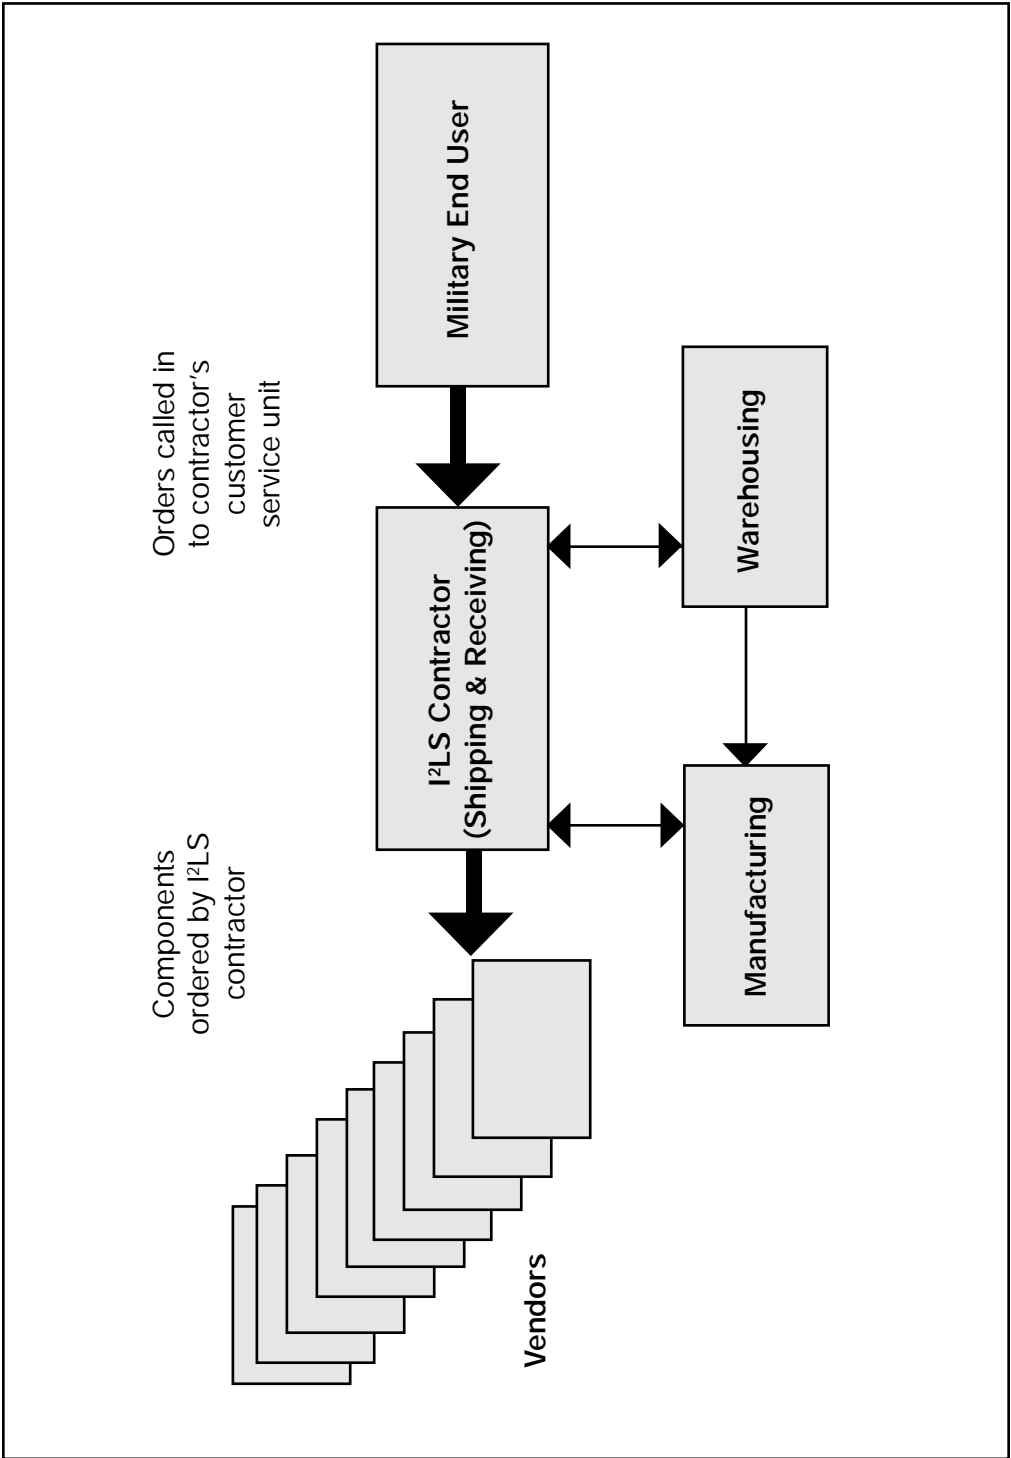 Components
ordered by I²LS
contractor
Orders called in
to contractor's
customer
service unit
Vendors
I²LS Contractor
(Shipping & Receiving)
Military End User
Manufacturing
Warehousing